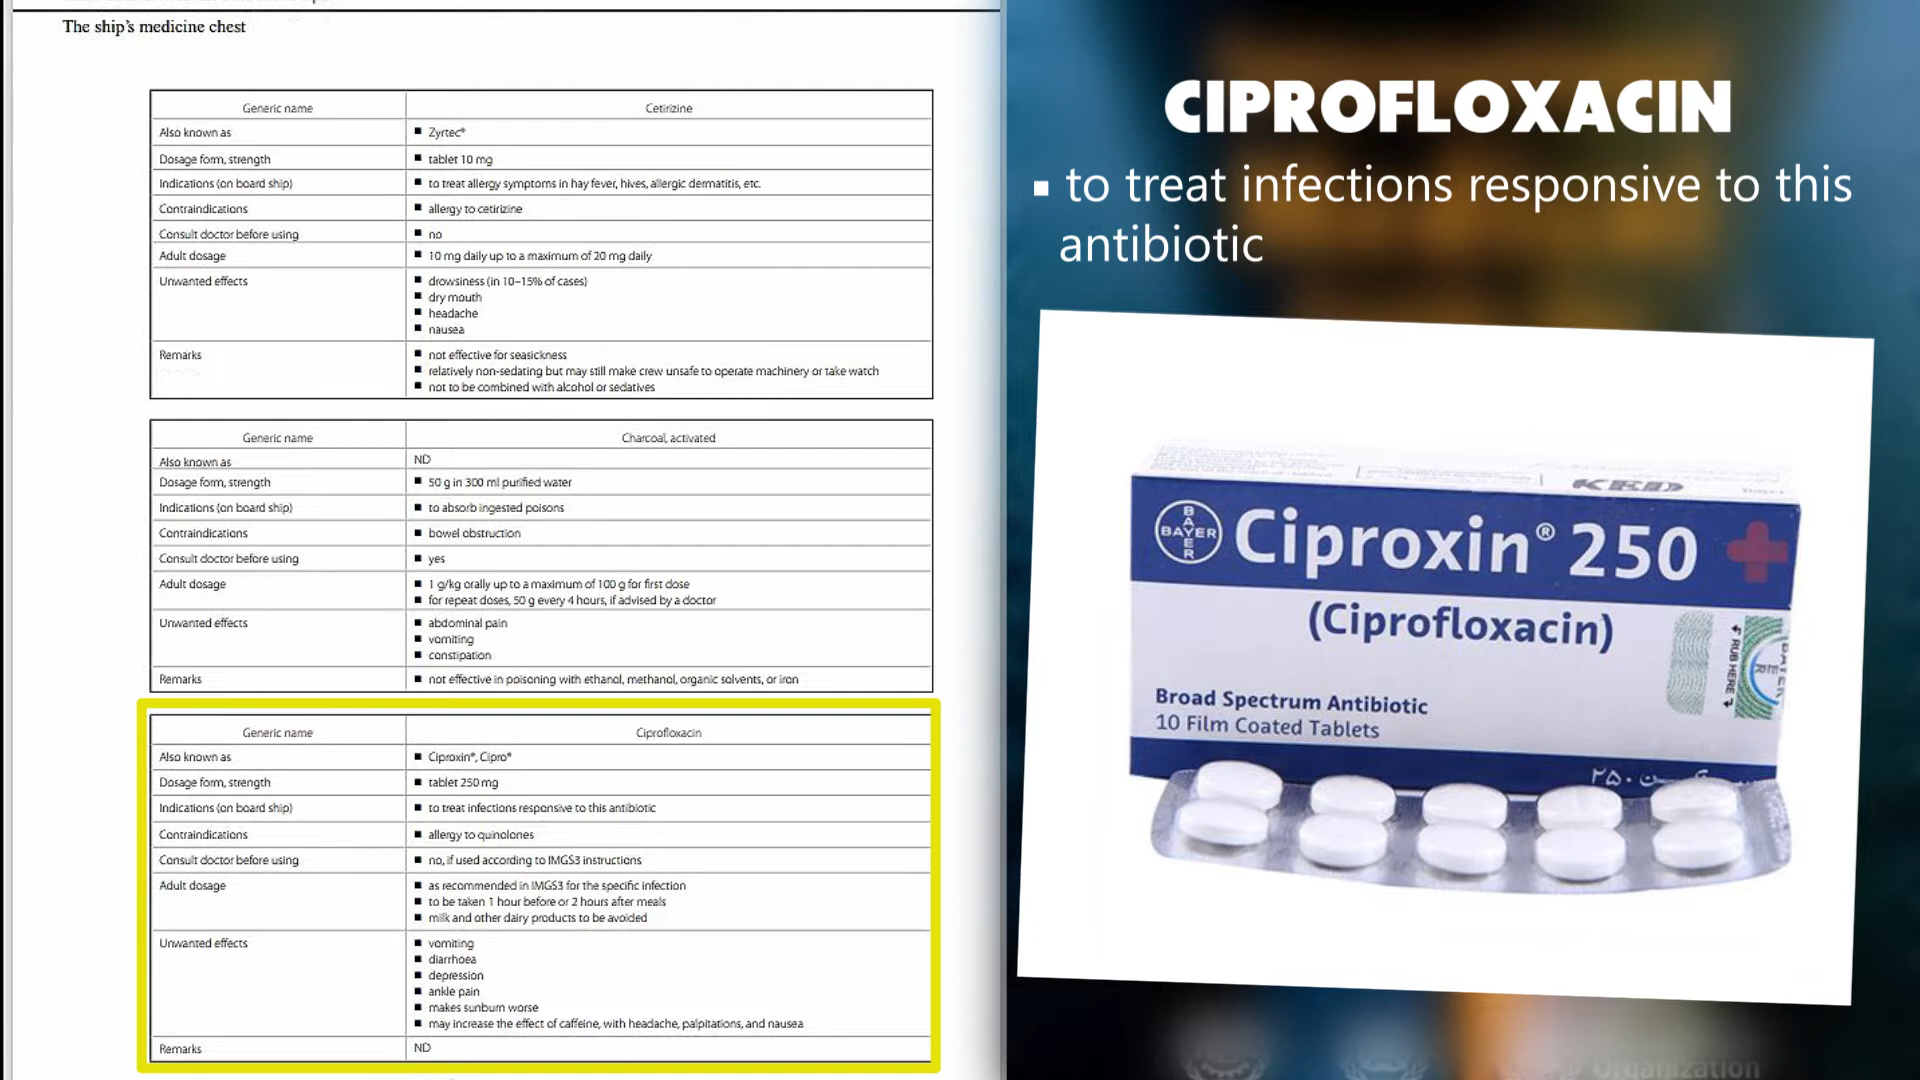 The ship's medicine chest
Generic name Cetirizine
Also known as ■ Zyrtec®
Dosage form, strength ■ tablet 10 mg
Indications (on board ship) ■ to treat allergy symptoms in hay fever, hives, allergic dermatitis, etc.
Contraindications ■ allergy to cetirizine
Consult doctor before using ■ no
Adult dosage ■ 10 mg daily up to a maximum of 20 mg daily
Unwanted effects ■ drowsiness (in 10–15% of cases)
■ dry mouth
■ headache
■ nausea
Remarks ■ not effective for seasickness
■ relatively non-sedating but may still make crew unsafe to operate machinery or take watch
■ not to be combined with alcohol or sedatives
Generic name Charcoal, activated
Also known as ND
Dosage form, strength ■ 50 g in 300 ml purified water
Indications (on board ship) ■ to absorb ingested poisons
Contraindications ■ bowel obstruction
Consult doctor before using ■ yes
Adult dosage ■ 1 g/kg orally up to a maximum of 100 g for first dose
■ for repeat doses, 50 g every 4 hours, if advised by a doctor
Unwanted effects ■ abdominal pain
■ vomiting
■ constipation
Remarks ■ not effective in poisoning with ethanol, methanol, organic solvents, or iron
Generic name Ciprofloxacin
Also known as ■ Ciproxin®, Cipro®
Dosage form, strength ■ tablet 250 mg
Indications (on board ship) ■ to treat infections responsive to this antibiotic
Contraindications ■ allergy to quinolones
Consult doctor before using ■ no, if used according to IMGS3 instructions
Adult dosage ■ as recommended in IMGS3 for the specific infection
■ to be taken 1 hour before or 2 hours after meals
■ milk and other dairy products to be avoided
Unwanted effects ■ vomiting
■ diarrhoea
■ depression
■ ankle pain
■ makes sunburn worse
■ may increase the effect of caffeine, with headache, palpitations, and nausea
Remarks ND
CIPROFLOXACIN
■ to treat infections responsive to this
antibiotic
BAYER
BAYER
Ciproxin® 250
(Ciprofloxacin)
RUB HERE
Broad Spectrum Antibiotic
10 Film Coated Tablets
۲۵۰
Organization